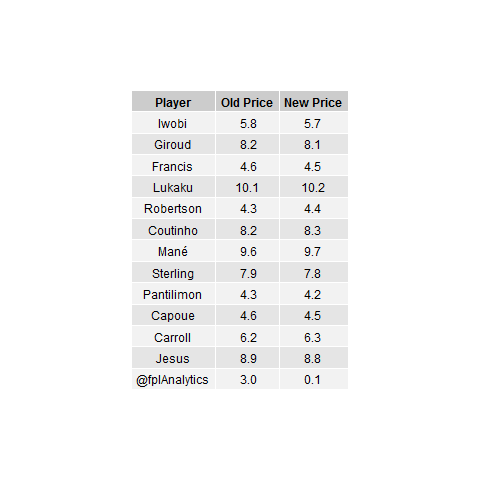 Player Old Price New Price
Iwobi 5.8 5.7
Giroud 8.2 8.1
Francis 4.6 4.5
Lukaku 10.1 10.2
Robertson 4.3 4.4
Coutinho 8.2 8.3
Mané 9.6 9.7
Sterling 7.9 7.8
Pantilimon 4.3 4.2
Capoue 4.6 4.5
Carroll 6.2 6.3
Jesus 8.9 8.8
@fplAnalytics 3.0 0.1